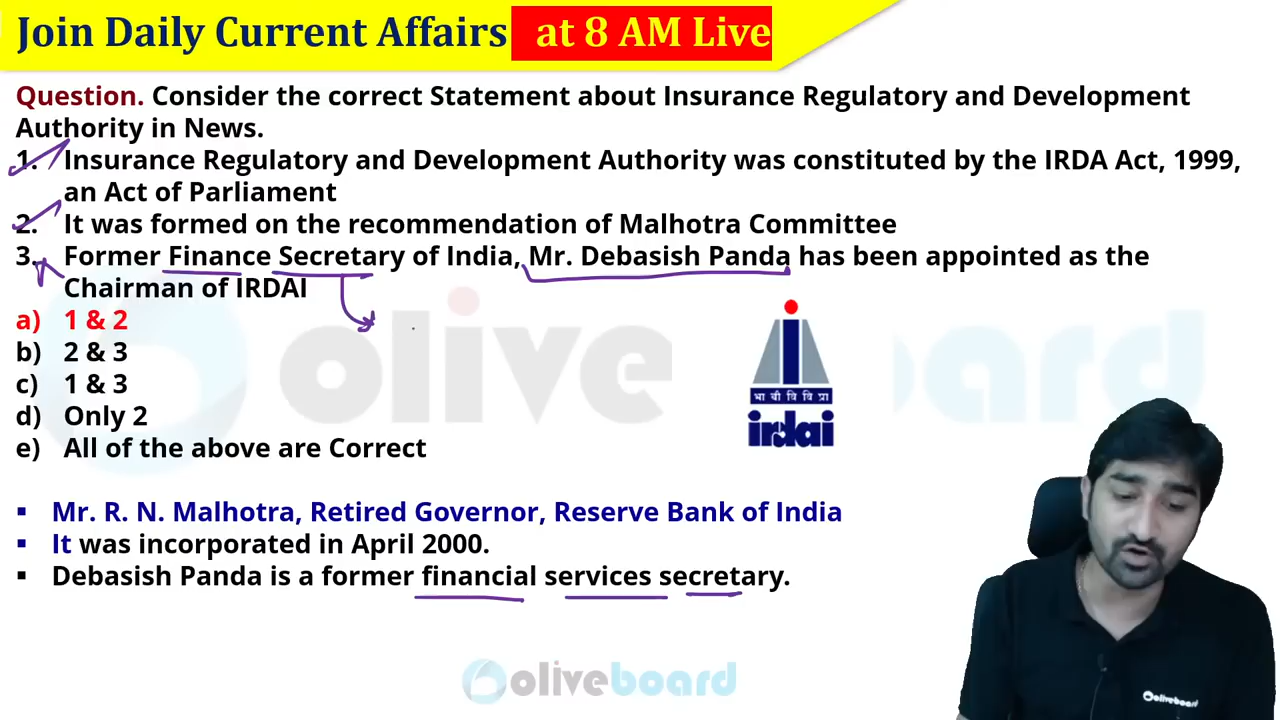 Join Daily Current Affairs at 8 AM Live
Question. Consider the correct Statement about Insurance Regulatory and Development
Authority in News.
1. Insurance Regulatory and Development Authority was constituted by the IRDA Act, 1999,
an Act of Parliament
2. It was formed on the recommendation of Malhotra Committee
3. Former Finance Secretary of India, Mr. Debasish Panda has been appointed as the
Chairman of IRDAI
a) 1 & 2
b) 2 & 3
c) 1 & 3
d) Only 2
e) All of the above are Correct
oliveboard
भा बी वि वि प्रा
irdai
▪ Mr. R. N. Malhotra, Retired Governor, Reserve Bank of India
▪ It was incorporated in April 2000.
▪ Debasish Panda is a former financial services secretary.
oliveboard
oliveboard